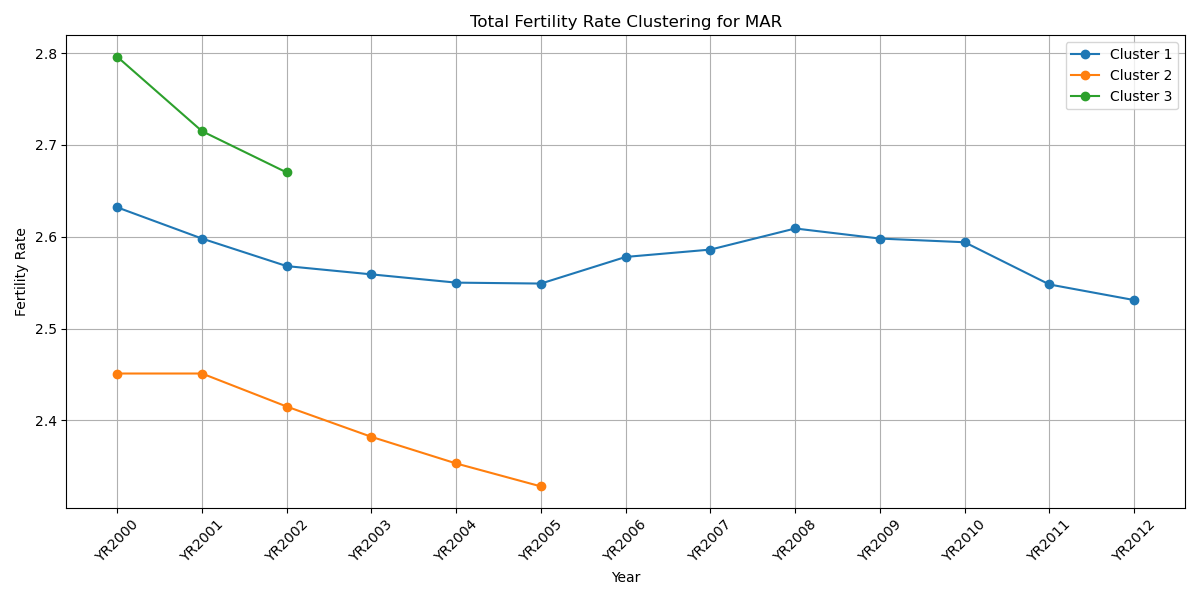 Total Fertility Rate Clustering for MAR
Cluster 1
Cluster 2
Cluster 3
Fertility Rate
2.8
2.7
2.6
2.5
2.4
YR2000
YR2001
YR2002
YR2003
YR2004
YR2005
YR2006
YR2007
YR2008
YR2009
YR2010
YR2011
YR2012
Year